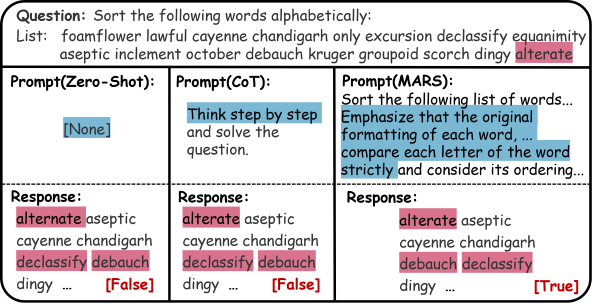 Question: Sort the following words alphabetically:
List: foamflower lawful cayenne chandigarh only excursion declassify equanimity
aseptic inclement october debauch kruger groupoid scorch dingy alterate
Prompt(Zero-Shot):
[None]
Response:
alternate aseptic
cayenne chandigarh
declassify debauch
dingy ... [False]
Prompt(CoT):
Think step by step
and solve the
question.
Response:
alterate aseptic
cayenne chandigarh
declassify debauch
dingy ... [False]
Prompt(MARS):
Sort the following list of words...
Emphasize that the original
formatting of each word, ...
compare each letter of the word
strictly and consider its ordering...
Response:
alterate aseptic
cayenne chandigarh
debauch declassify
dingy ... [True]